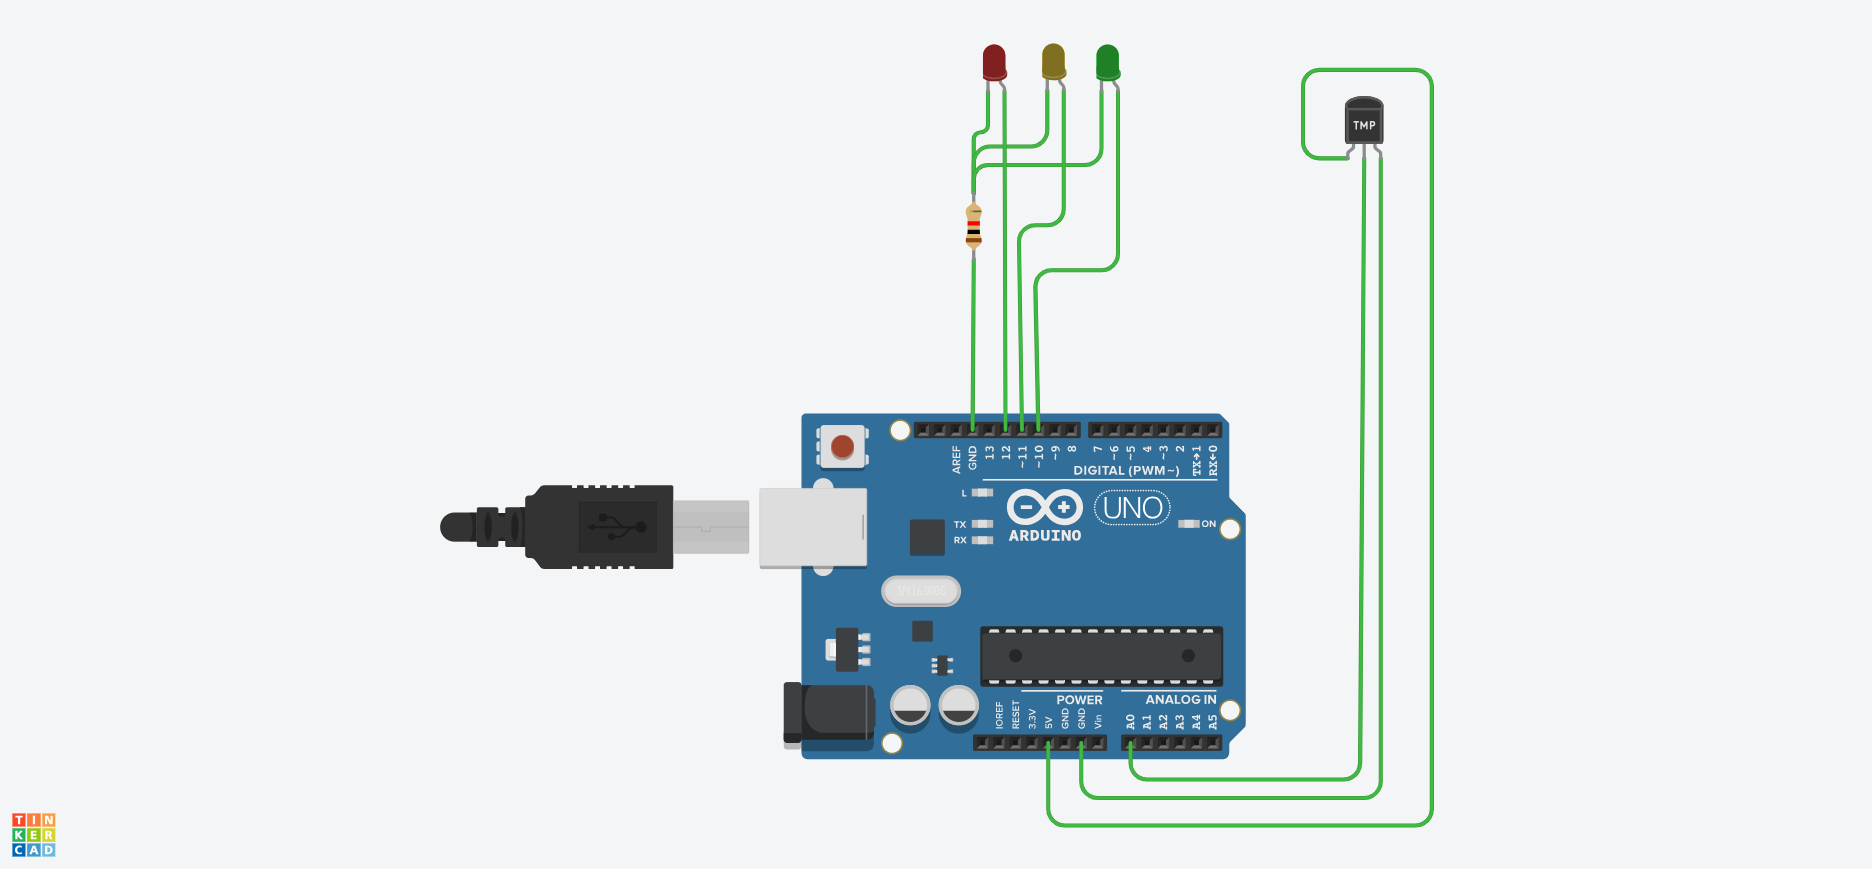 TMP
AREF
GND
13
12
~11
~10
~9
8
7
~6
~5
4
~3
2
TX→1
RX←0
DIGITAL (PWM~)
L
TX
RX
ARDUINO
UNO
ON
POWER
ANALOG IN
IOREF
RESET
3.3V
5V
GND
GND
Vin
A0
A1
A2
A3
A4
A5
TIN
KER
CAD